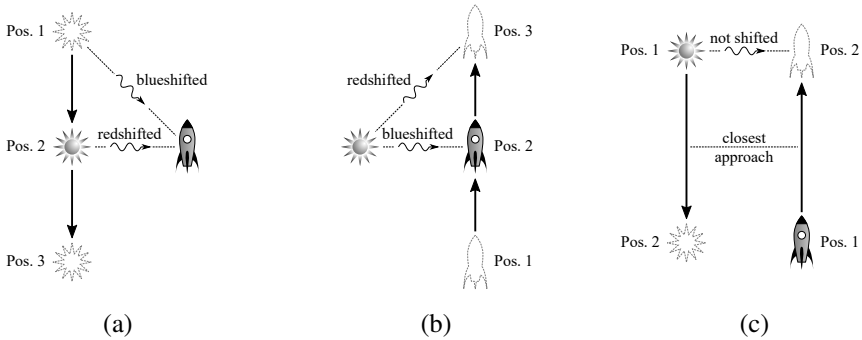 Pos. 1
blueshifted
Pos. 2
redshifted
Pos. 3
(a)
Pos. 3
redshifted
blueshifted
Pos. 2
Pos. 1
(b)
Pos. 1
not shifted
Pos. 2
closest
approach
Pos. 2
Pos. 1
(c)